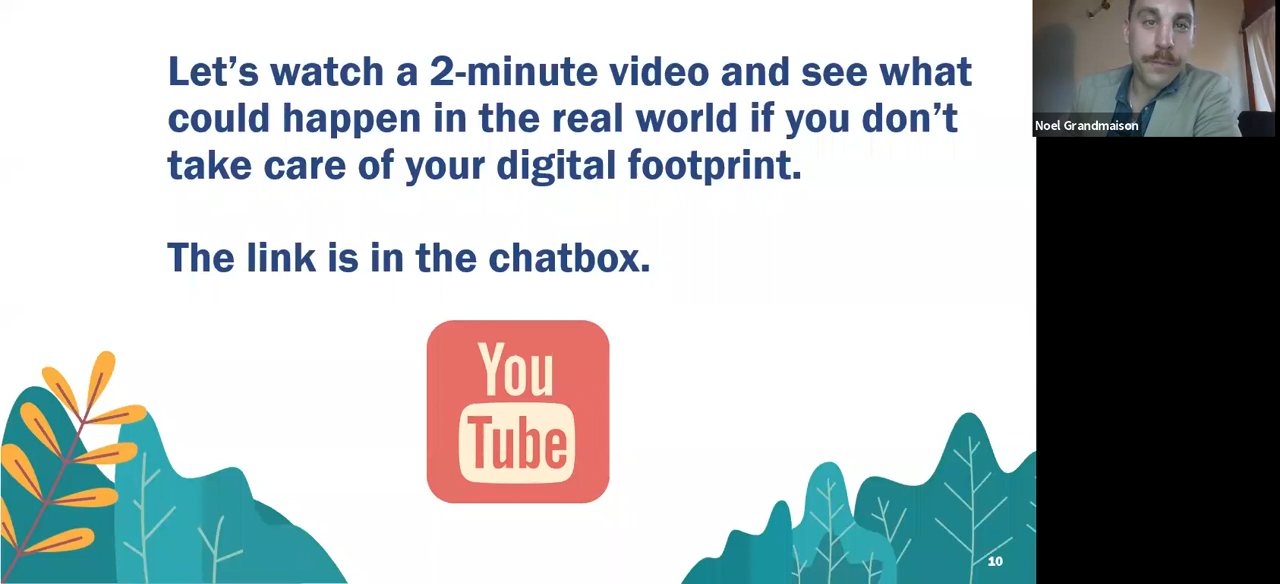 Let’s watch a 2-minute video and see what
could happen in the real world if you don’t
take care of your digital footprint.
The link is in the chatbox.
You
Tube
10
Noel Grandmaison